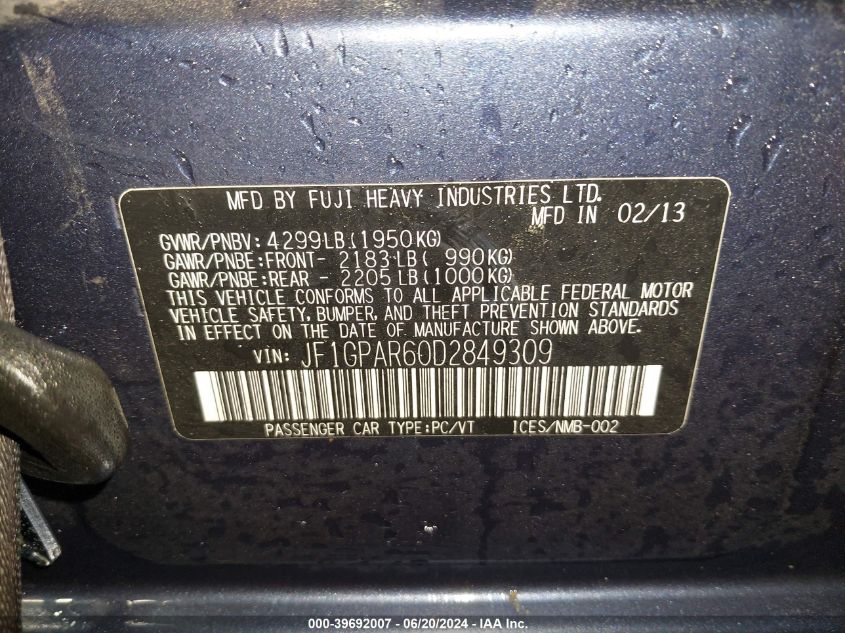 MFD BY FUJI HEAVY INDUSTRIES LTD.
MFD IN 02/13
GVWR/PNBV: 4299LB(1950KG)
GAWR/PNBE:FRONT- 2183LB( 990KG)
GAWR/PNBE:REAR - 2205LB(1000KG)
THIS VEHICLE CONFORMS TO ALL APPLICABLE FEDERAL MOTOR
VEHICLE SAFETY, BUMPER, AND THEFT PREVENTION STANDARDS
IN EFFECT ON THE DATE OF MANUFACTURE SHOWN ABOVE.
VIN: JF1GPAR60D2849309
PASSENGER CAR TYPE:PC/VT ICES/NMB-002
000-39692007 / 06/20/2024 - IAA Inc.